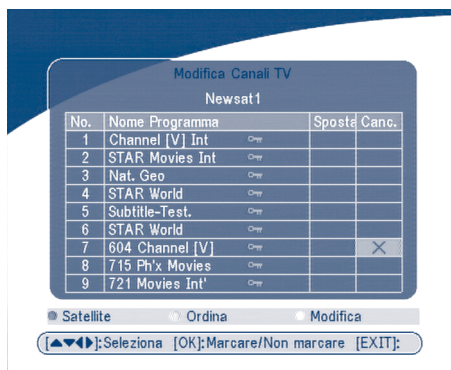 Modifica Canali TV
Newsat1
No. Nome Programma Sposta Canc.
1 Channel [V] Int
2 STAR Movies Int
3 Nat. Geo
4 STAR World
5 Subtitle-Test.
6 STAR World
7 604 Channel [V]
8 715 Ph'x Movies
9 721 Movies Int'
Satellite Ordina Modifica
[▲▼◀▶]:Seleziona [OK]:Marcare/Non marcare [EXIT]: